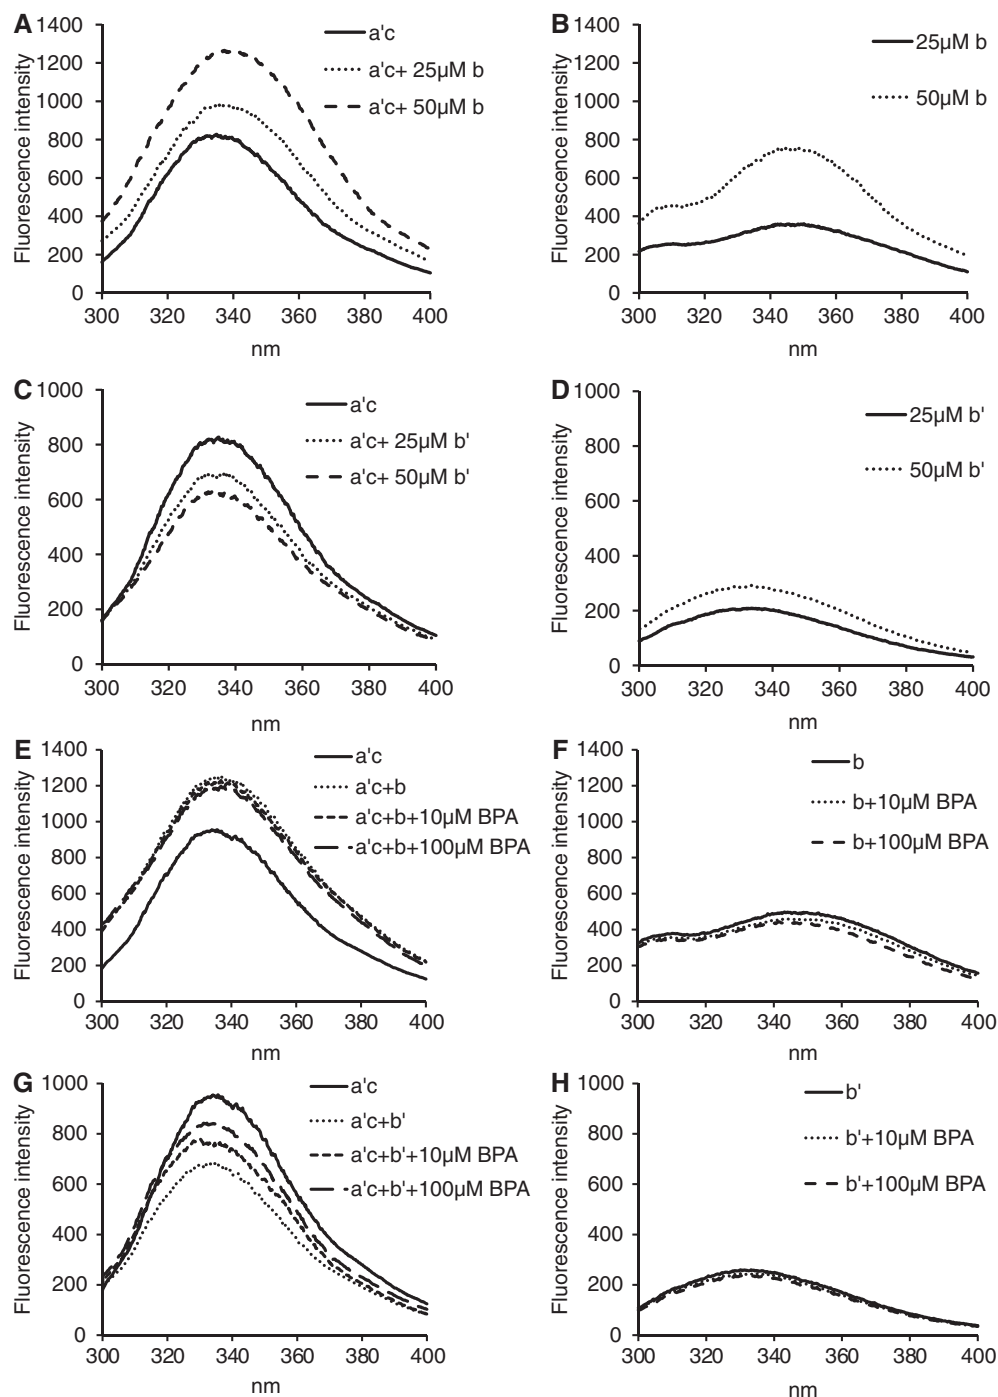 A
1400
1200
1000
800
600
400
200
0
Fluorescence intensity
300 320 340 360 380 400
nm
a'c
a'c+ 25µM b
a'c+ 50µM b
B
1400
1200
1000
800
600
400
200
0
Fluorescence intensity
300 320 340 360 380 400
nm
25µM b
50µM b
C
1000
800
600
400
200
0
Fluorescence intensity
300 320 340 360 380 400
nm
a'c
a'c+ 25µM b'
a'c+ 50µM b'
D
1000
800
600
400
200
0
Fluorescence intensity
300 320 340 360 380 400
nm
25µM b'
50µM b'
E
1400
1200
1000
800
600
400
200
0
Fluorescence intensity
300 320 340 360 380 400
nm
a'c
a'c+b
a'c+b+10µM BPA
a'c+b+100µM BPA
F
1400
1200
1000
800
600
400
200
0
Fluorescence intensity
300 320 340 360 380 400
nm
b
b+10µM BPA
b+100µM BPA
G
1000
800
600
400
200
0
Fluorescence intensity
300 320 340 360 380 400
nm
a'c
a'c+b'
a'c+b'+10µM BPA
a'c+b'+100µM BPA
H
1000
800
600
400
200
0
Fluorescence intensity
300 320 340 360 380 400
nm
b'
b'+10µM BPA
b'+100µM BPA